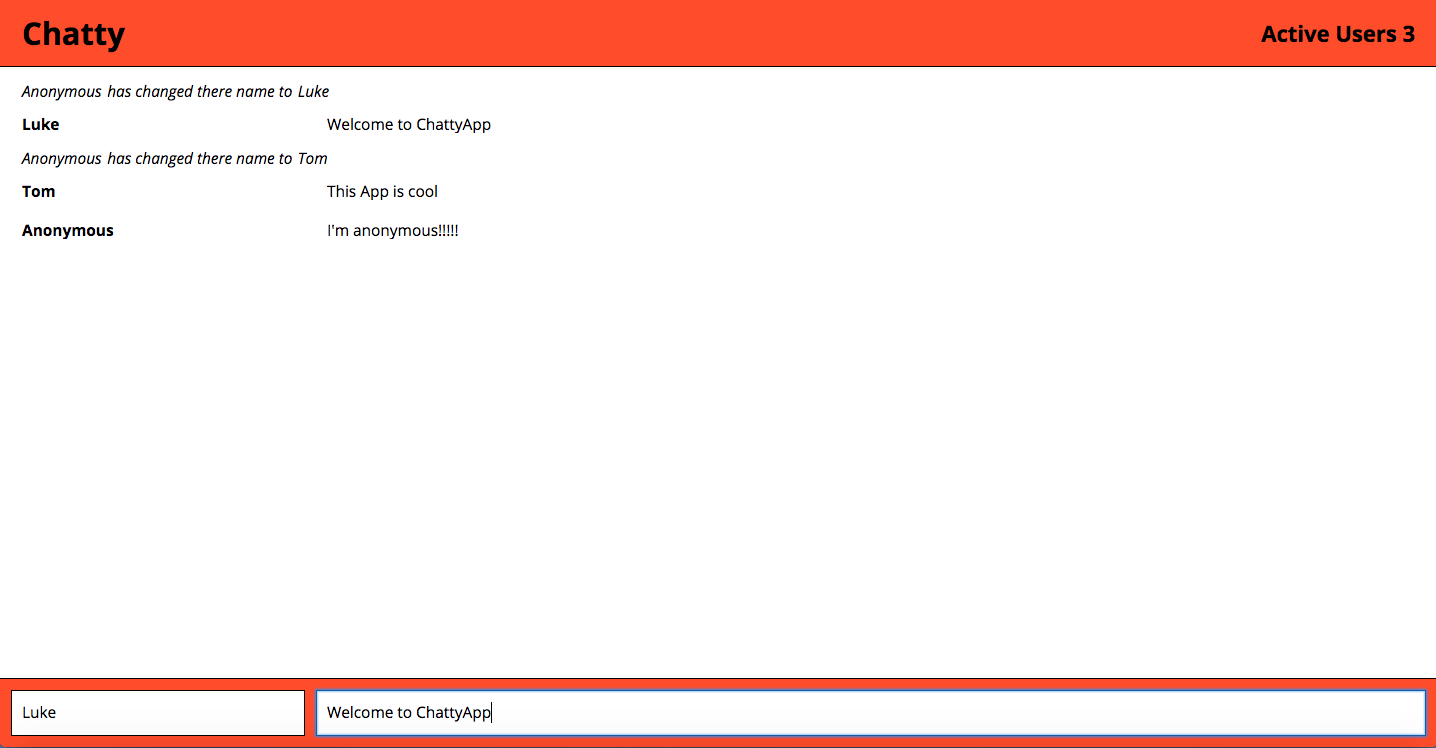 Chatty
Active Users 3
Anonymous has changed there name to Luke
Luke Welcome to ChattyApp
Anonymous has changed there name to Tom
Tom This App is cool
Anonymous I'm anonymous!!!!!
Luke Welcome to ChattyApp